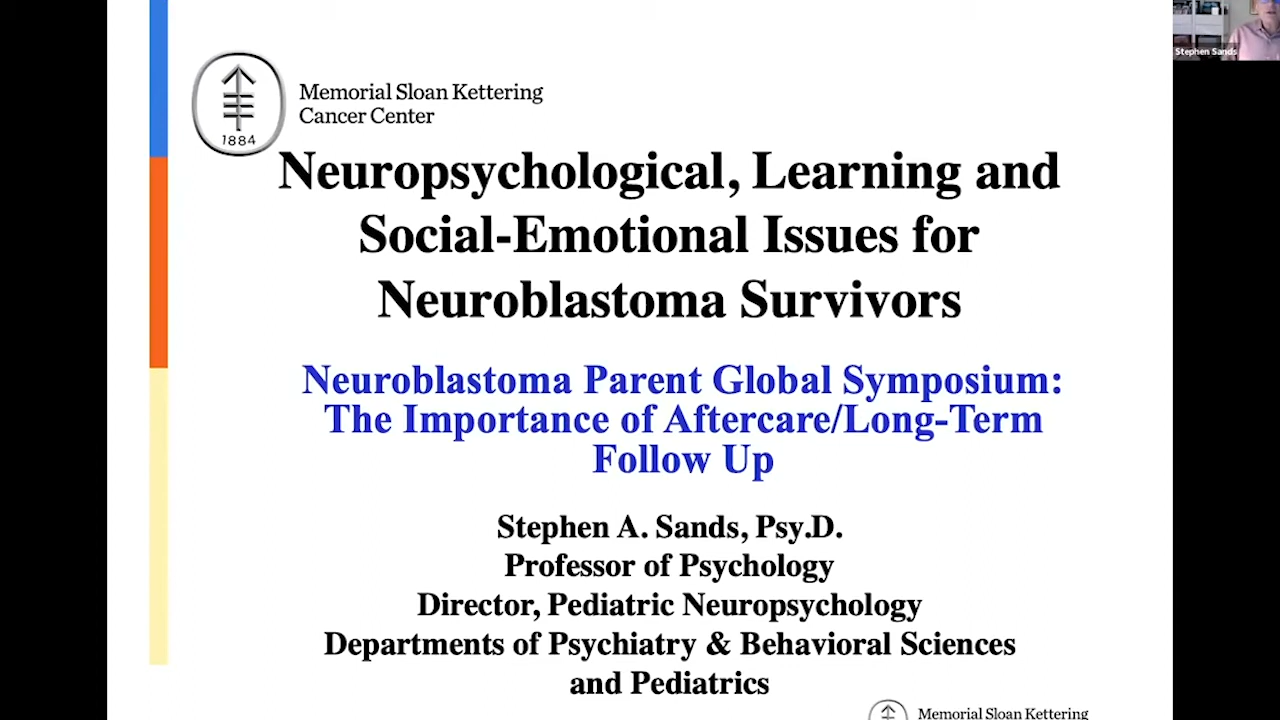 Stephen Sands
Memorial Sloan Kettering
Cancer Center
1884
Neuropsychological, Learning and
Social-Emotional Issues for
Neuroblastoma Survivors
Neuroblastoma Parent Global Symposium:
The Importance of Aftercare/Long-Term
Follow Up
Stephen A. Sands, Psy.D.
Professor of Psychology
Director, Pediatric Neuropsychology
Departments of Psychiatry & Behavioral Sciences
and Pediatrics
Memorial Sloan Kettering